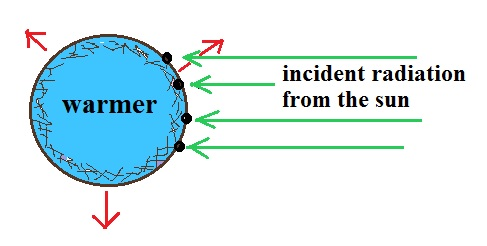 warmer
incident radiation
from the sun